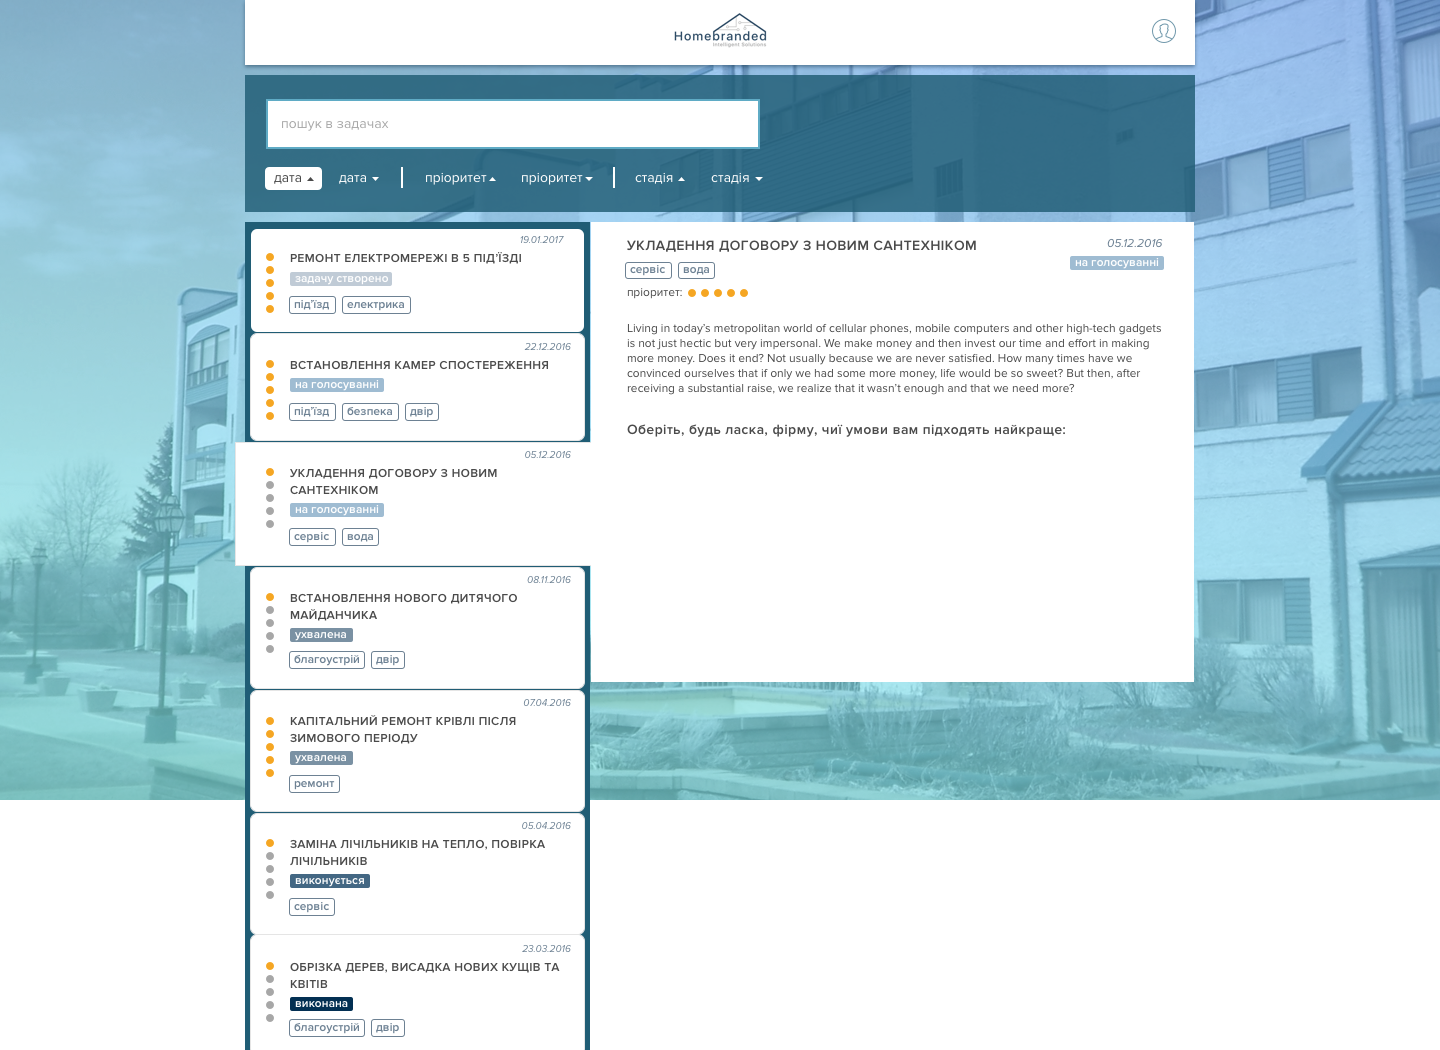 Homebranded
Intelligent Solutions
пошук в задачах
дата дата пріоритет пріоритет стадія стадія
19.01.2017
РЕМОНТ ЕЛЕКТРОМЕРЕЖІ В 5 ПІД'ЇЗДІ
задачу створено
під'їзд електрика
22.12.2016
ВСТАНОВЛЕННЯ КАМЕР СПОСТЕРЕЖЕННЯ
на голосуванні
під'їзд безпека двір
05.12.2016
УКЛАДЕННЯ ДОГОВОРУ З НОВИМ
САНТЕХНІКОМ
на голосуванні
сервіс вода
08.11.2016
ВСТАНОВЛЕННЯ НОВОГО ДИТЯЧОГО
МАЙДАНЧИКА
ухвалена
благоустрій двір
07.04.2016
КАПІТАЛЬНИЙ РЕМОНТ КРІВЛІ ПІСЛЯ
ЗИМОВОГО ПЕРІОДУ
ухвалена
ремонт
05.04.2016
ЗАМІНА ЛІЧІЛЬНИКІВ НА ТЕПЛО, ПОВІРКА
ЛІЧІЛЬНИКІВ
виконується
сервіс
23.03.2016
ОБРІЗКА ДЕРЕВ, ВИСАДКА НОВИХ КУЩІВ ТА
КВІТІВ
виконана
благоустрій двір
УКЛАДЕННЯ ДОГОВОРУ З НОВИМ САНТЕХНІКОМ
05.12.2016
на голосуванні
сервіс вода
пріоритет:
Living in today's metropolitan world of cellular phones, mobile computers and other high-tech gadgets
is not just hectic but very impersonal. We make money and then invest our time and effort in making
more money. Does it end? Not usually because we are never satisfied. How many times have we
convinced ourselves that if only we had some more money, life would be so sweet? But then, after
receiving a substantial raise, we realize that it wasn't enough and that we need more?
Оберіть, будь ласка, фірму, чиї умови вам підходять найкраще: